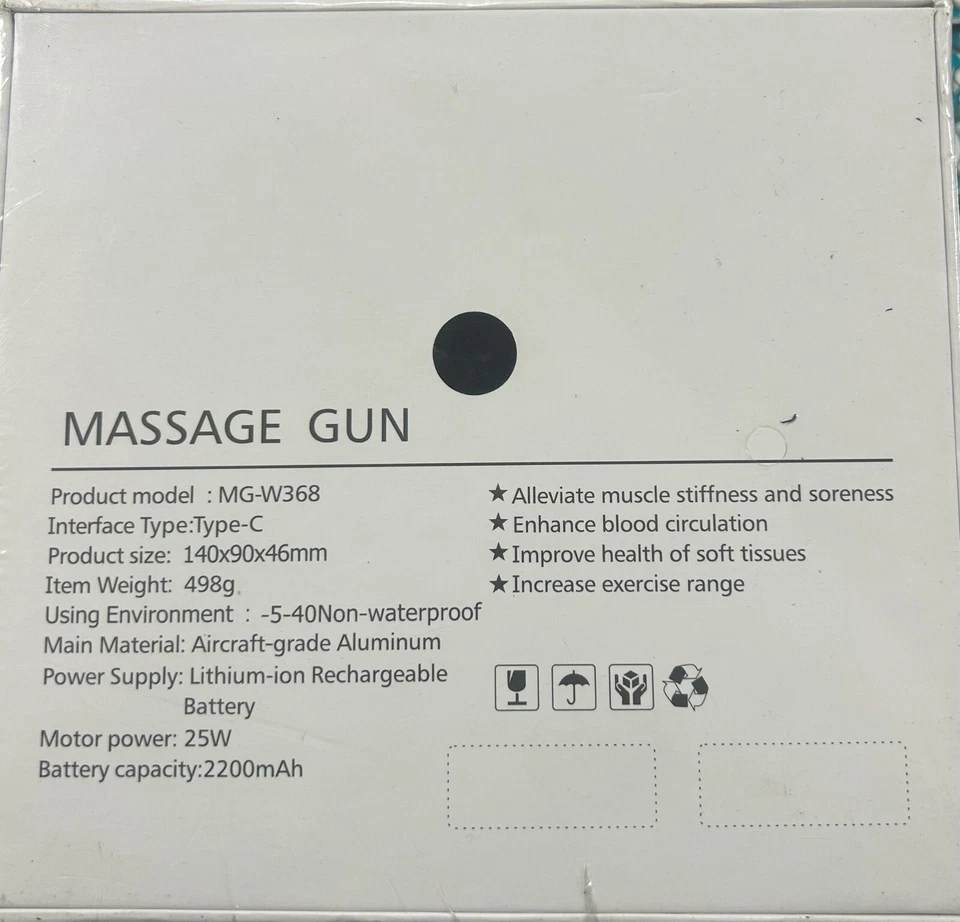 MASSAGE GUN
Product model : MG-W368
Interface Type:Type-C
Product size: 140x90x46mm
Item Weight: 498g
Using Environment : -5-40Non-waterproof
Main Material: Aircraft-grade Aluminum
Power Supply: Lithium-ion Rechargeable
Battery
Motor power: 25W
Battery capacity:2200mAh
★ Alleviate muscle stiffness and soreness
★ Enhance blood circulation
★ Improve health of soft tissues
★ Increase exercise range